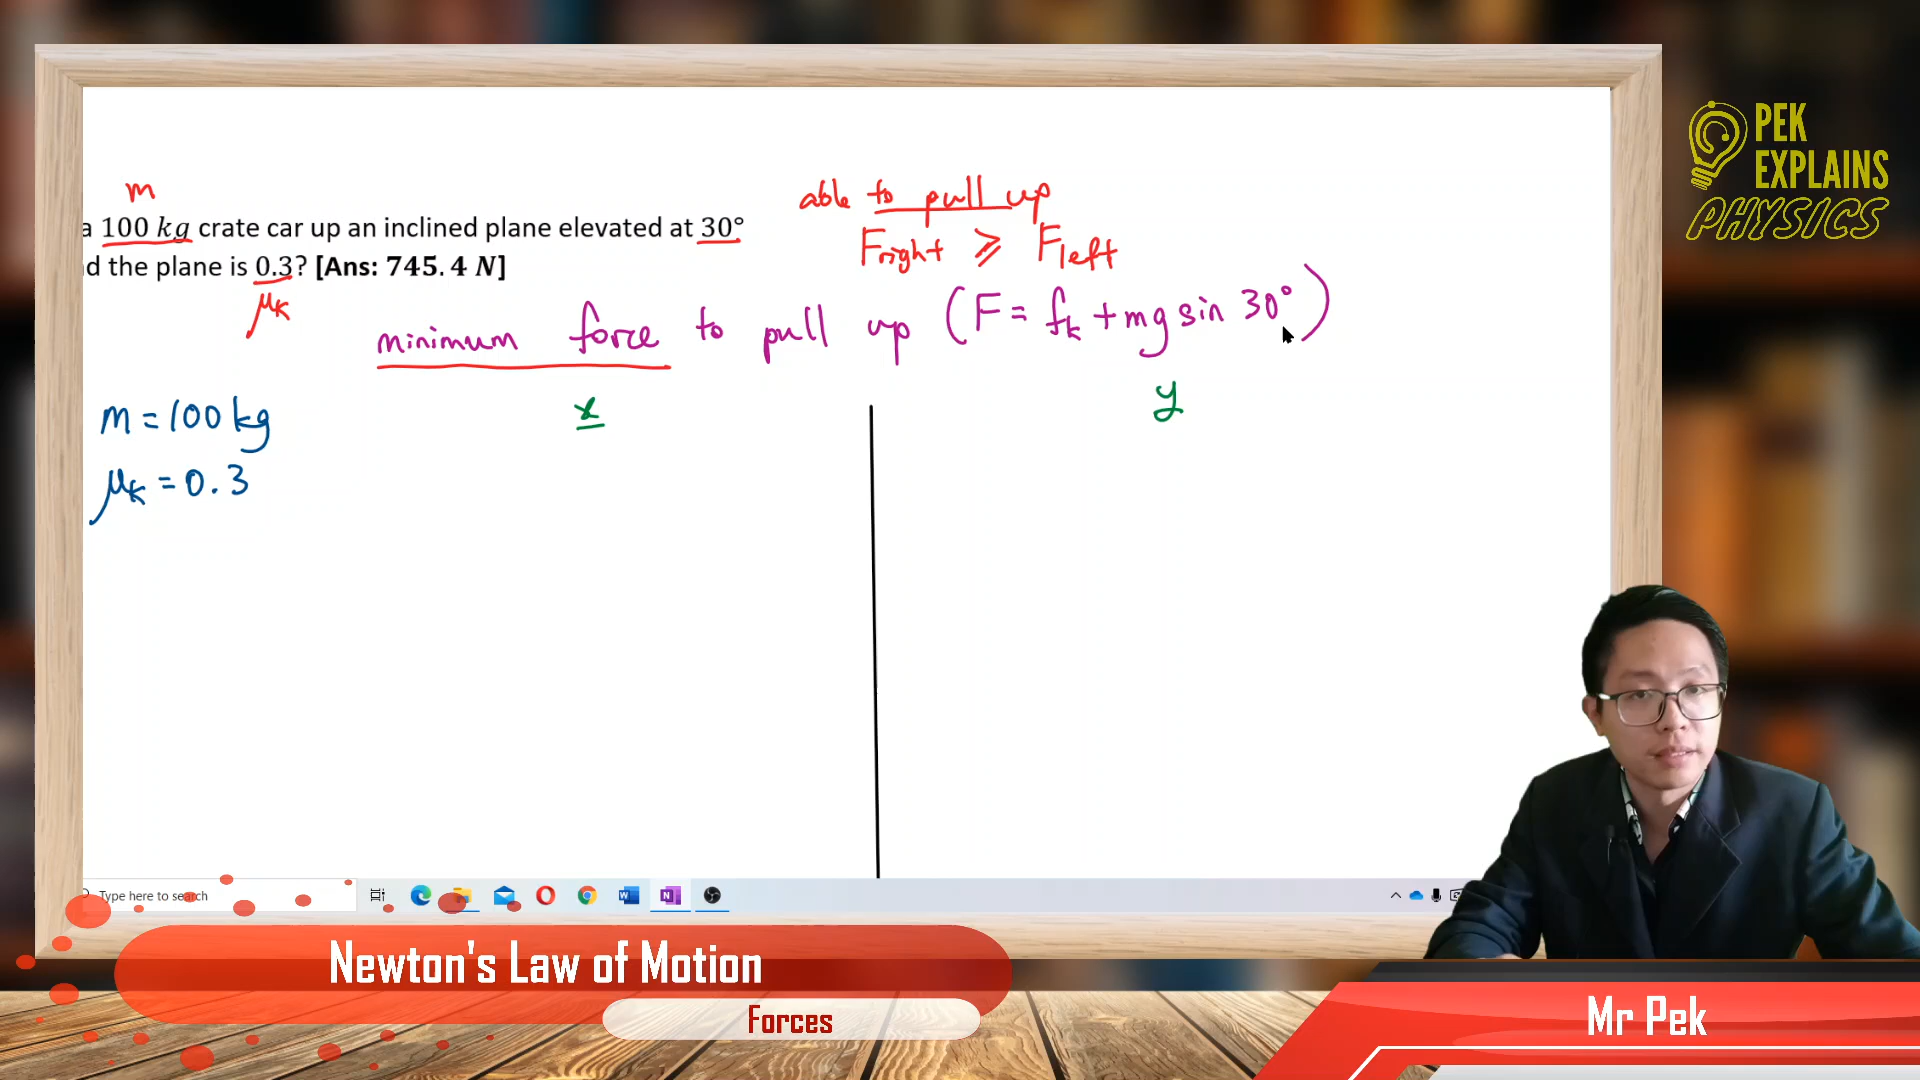 m
able to pull up
a 100 kg crate car up an inclined plane elevated at 30°
F right ⩾ F left
d the plane is 0.3? [Ans: 745.4 N]
μk
minimum force to pull up (F = fk + mg sin 30°)
x
y
m = 100 kg
μk = 0.3
PEK
EXPLAINS
PHYSICS
Type here to search
Newton's Law of Motion
Forces
Mr Pek